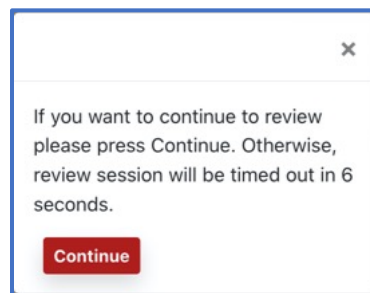 ×
If you want to continue to review
please press Continue. Otherwise,
review session will be timed out in 6
seconds.
Continue